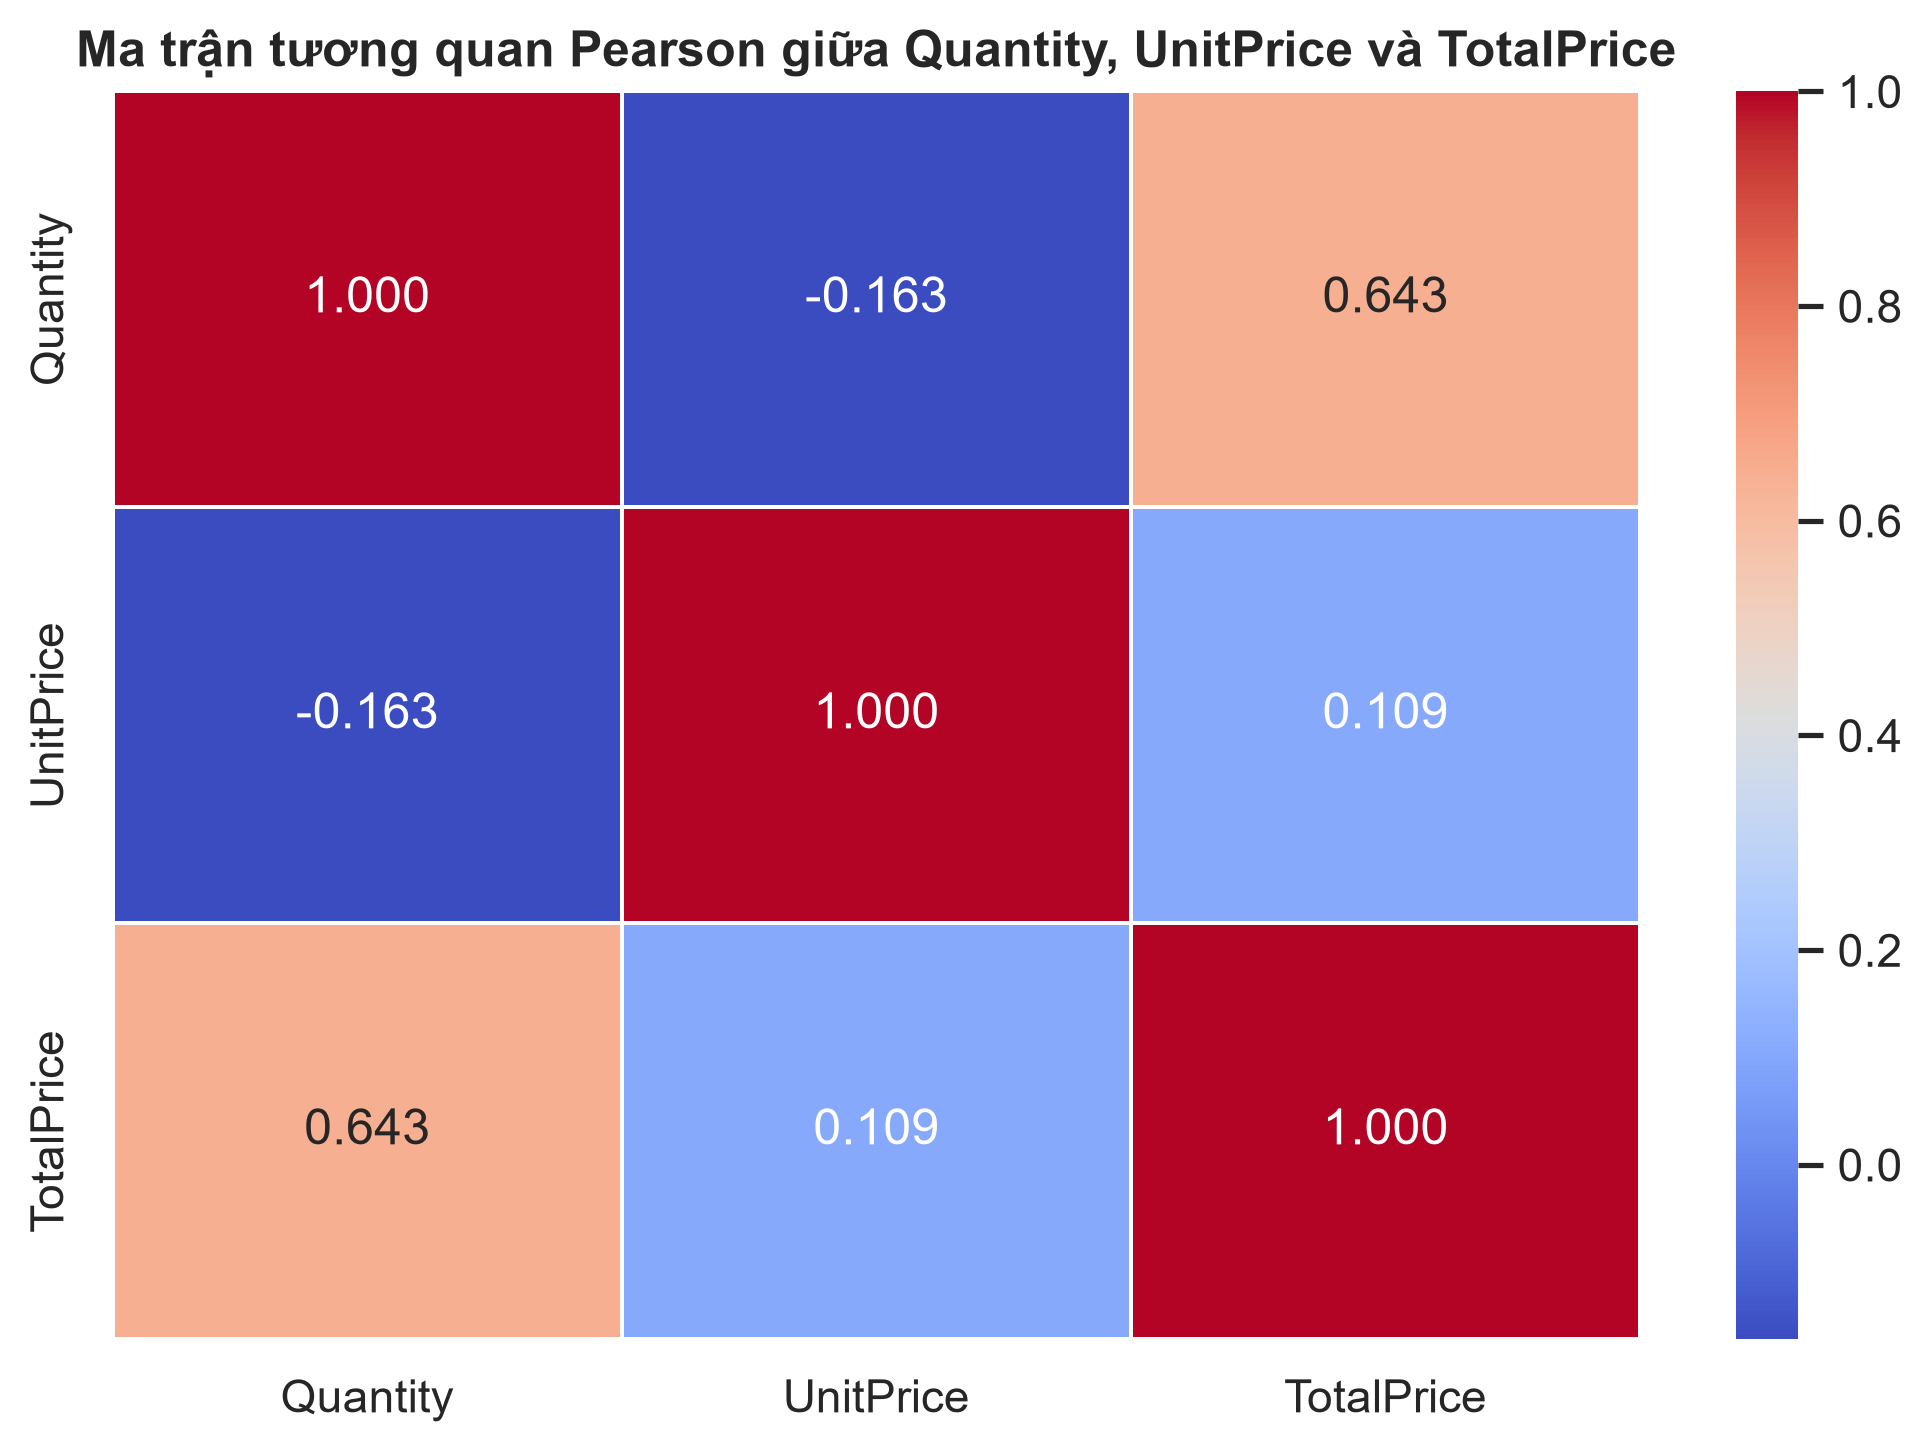 Ma trận tương quan Pearson giữa Quantity, UnitPrice và TotalPrice
Quantity
1.000
-0.163
0.643
UnitPrice
-0.163
1.000
0.109
TotalPrice
0.643
0.109
1.000
Quantity
UnitPrice
TotalPrice
1.0
0.8
0.6
0.4
0.2
0.0